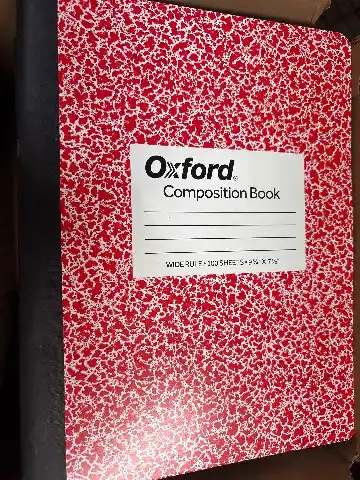 Oxford®
Composition Book
WIDE RULE • 100 SHEETS • 9¾" X 7½"